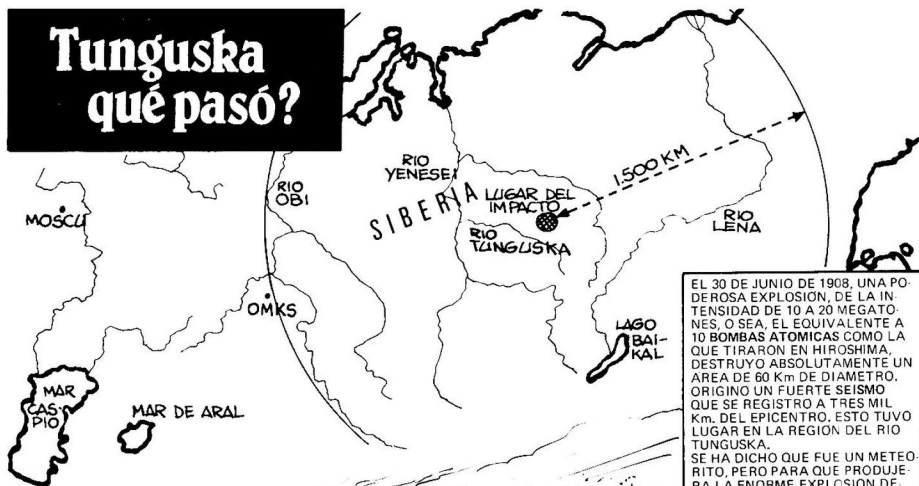 Tunguska
qué pasó?
MOSCU
RIO
OBI
OMKS
MAR
CAS-
PIO
MAR DE ARAL
RIO
YENESEI
SIBERIA
LUGAR DEL
IMPACTO
RIO
TUNGUSKA
1.500 KM
RIO
LENA
LAGO
BAI-
KAL
EL 30 DE JUNIO DE 1908, UNA PO-
DEROSA EXPLOSION, DE LA IN-
TENSIDAD DE 10 A 20 MEGATO-
NES, O SEA, EL EQUIVALENTE A
10 BOMBAS ATOMICAS COMO LA
QUE TIRARON EN HIROSHIMA,
DESTRUYO ABSOLUTAMENTE UN
AREA DE 60 Km DE DIAMETRO.
ORIGINO UN FUERTE SEISMO
QUE SE REGISTRO A TRES MIL
Km. DEL EPICENTRO. ESTO TUVO
LUGAR EN LA REGION DEL RIO
TUNGUSKA.
SE HA DICHO QUE FUE UN METEO-
RITO, PERO PARA QUE PRODUJE-
RA LA ENORME EXPLOSION DE-